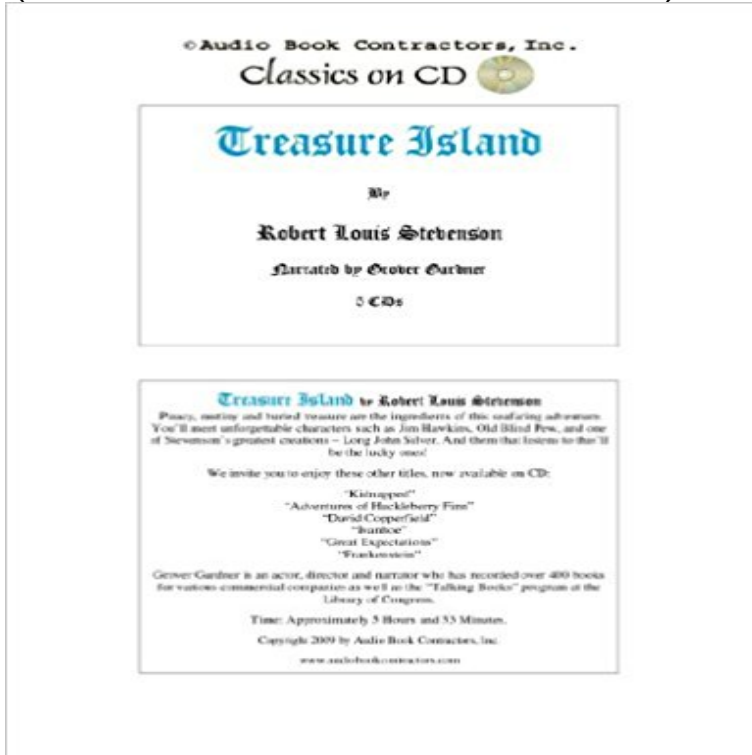 ©Audio Book Contractors, Inc.
Classics on CD
Treasure Island
By
Robert Louis Stevenson
Narrated by Grover Gardner
5 CDs
Treasure Island by Robert Louis Stevenson
Piracy, mutiny and buried treasure are the ingredients of this seafaring adventure.
You'll meet unforgettable characters such as Jim Hawkins, Old Blind Pew, and one
of Stevenson's greatest creations – Long John Silver. And them that listens to this'll
be the lucky ones!
We invite you to enjoy these other titles, now available on CD:
"Kidnapped"
"Adventures of Huckleberry Finn"
"David Copperfield"
"Ivanhoe"
"Great Expectations"
"Frankenstein"
Grover Gardner is an actor, director and narrator who has recorded over 400 books
for various commercial companies as well as the "Talking Books" program at the
Library of Congress.
Time: Approximately 5 Hours and 53 Minutes.
Copyright 2009 by Audio Book Contractors, Inc.
www.audiobookcontractors.com